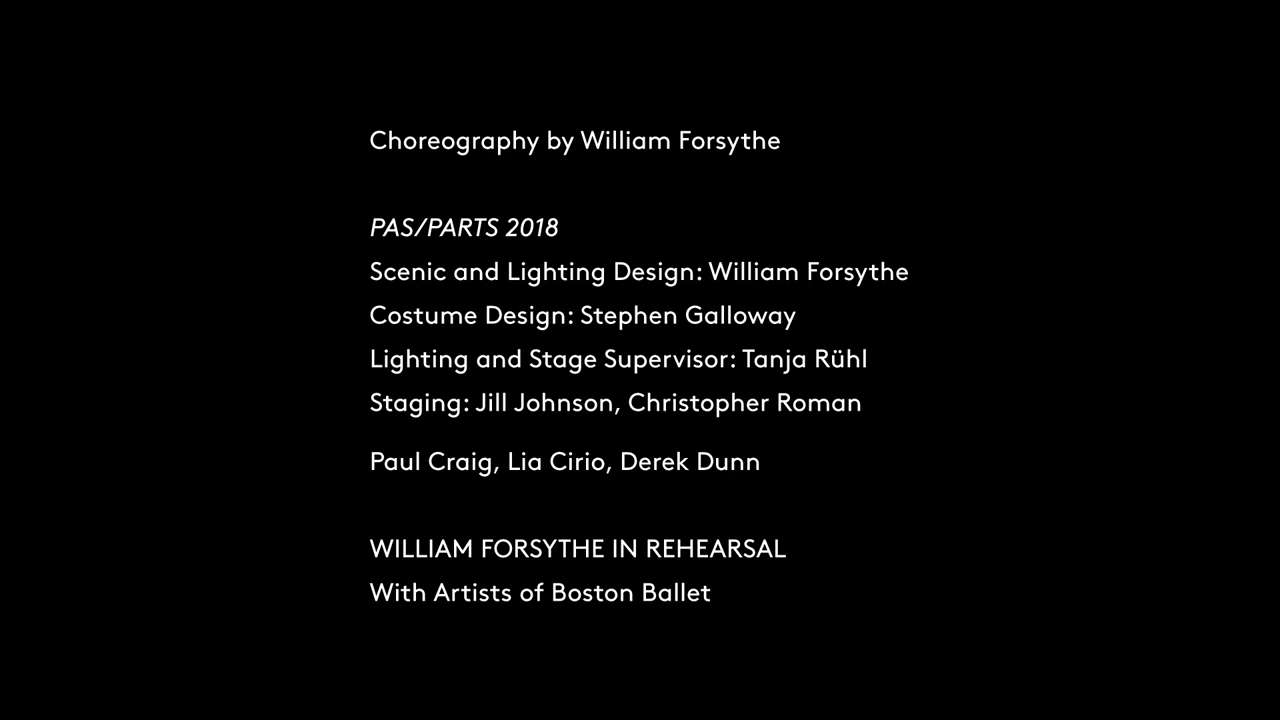 Choreography by William Forsythe
PAS/PARTS 2018
Scenic and Lighting Design: William Forsythe
Costume Design: Stephen Galloway
Lighting and Stage Supervisor: Tanja Rühl
Staging: Jill Johnson, Christopher Roman
Paul Craig, Lia Cirio, Derek Dunn
WILLIAM FORSYTHE IN REHEARSAL
With Artists of Boston Ballet